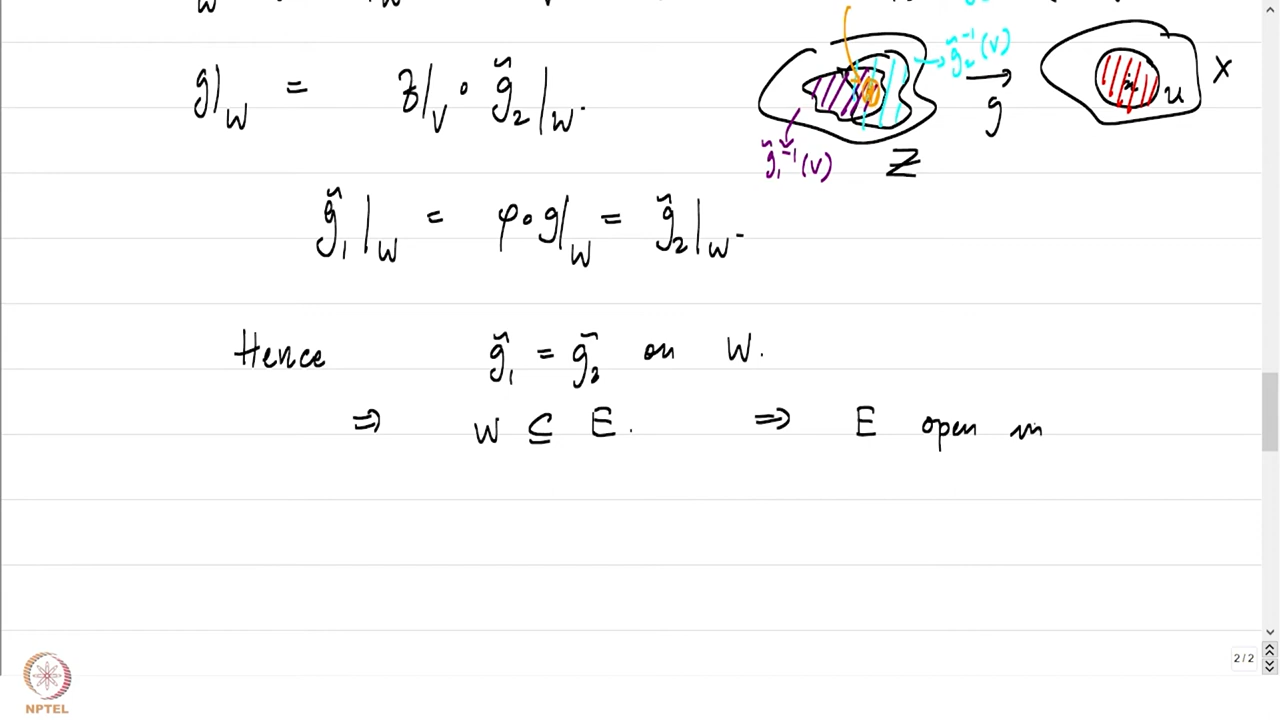 g|_W = z|_V ∘ g̃_2|_W.
g̃_2^{-1}(V)
g
u
X
g̃_1^{-1}(V)
Z
g̃_1|_W = φ∘g|_W = g̃_2|_W.
Hence g̃_1 = g̃_2 on W.
⇒ W ⊆ E. ⇒ E open in
2 / 2
NPTEL